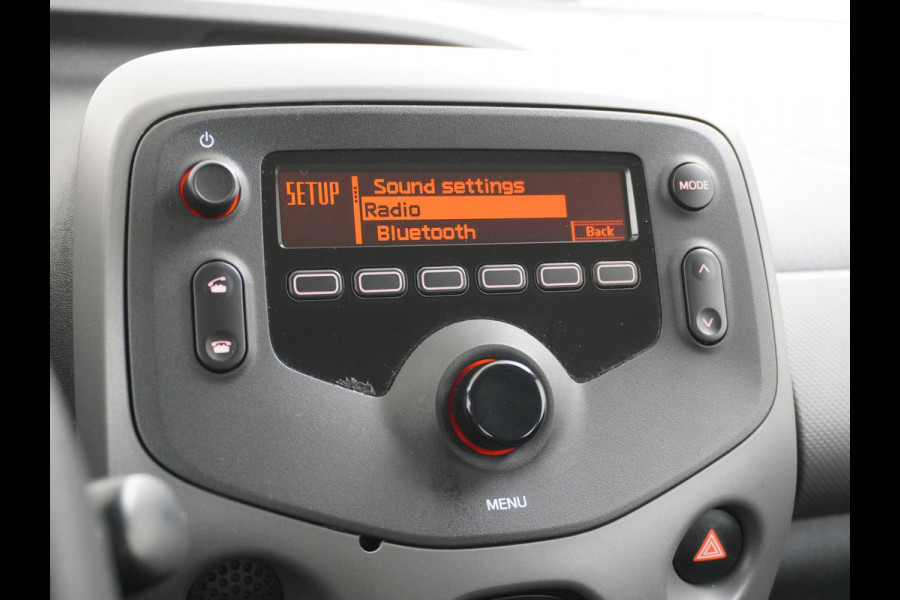 SETUP
Sound settings
Radio
Bluetooth
Back
MODE
MENU